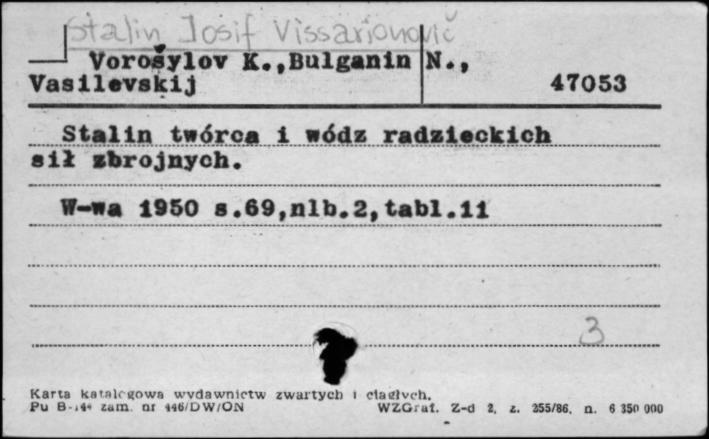 Stalin Josif Vissarionovič
Vorošylov K., Bulganin N.,
Vasilevskij 47053
Stalin twórca i wódz radzieckich
sił zbrojnych.
W-wa 1950 s.69,nlb.2,tabl.11
3
Karta katalogowa wydawnictw zwartych i ciągłych.
Pu B-144 zam. nr 446/DW/ON WZGraf. Z-d 2, z. 255/86, n. 6 350 000